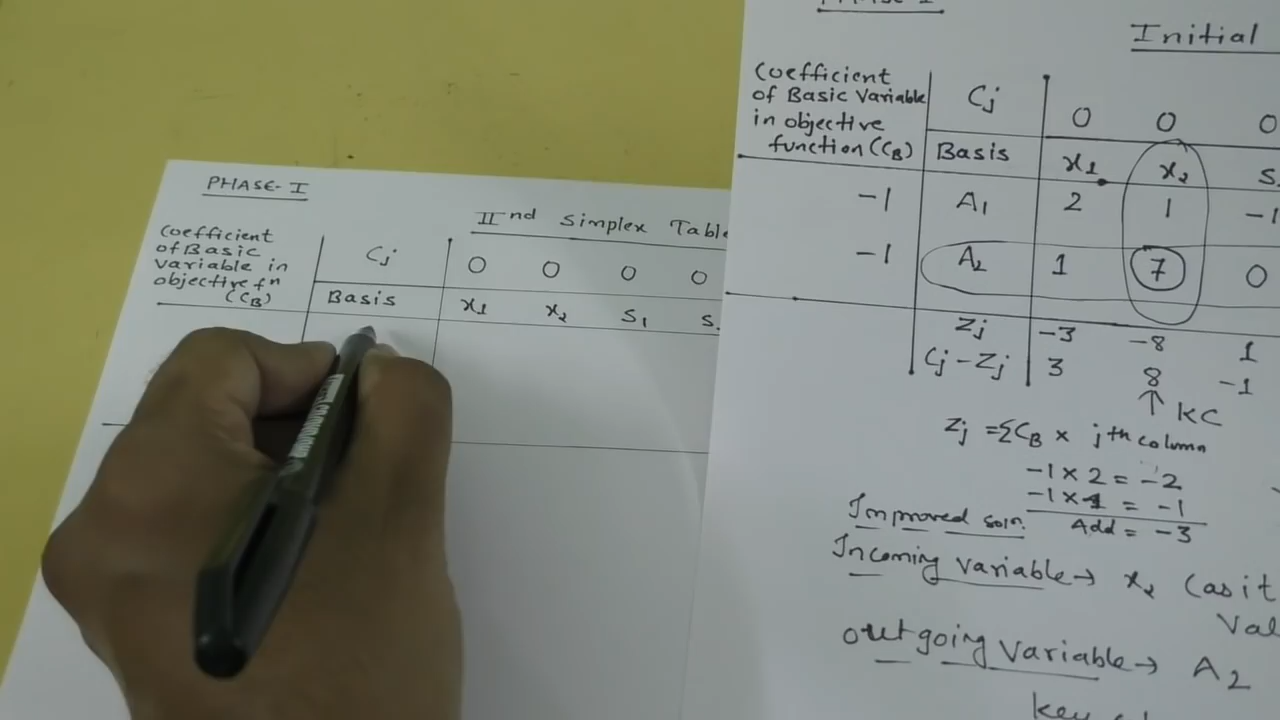 PHASE-I
IInd Simplex Table
Coefficient
of Basic
variable in
objective fn
(CB)
Cj 0 0 0 0
Basis x1 x2 S1 S
Initial
Coefficient
of Basic Variable
in objective
function (CB)
Cj 0 0 0
Basis x1 x2 S
-1 A1 2 1 -1
-1 A2 1 7 0
Zj -3 -8 1
Cj-Zj 3 8 -1
↑ KC
Zj = ΣCB × jth column
-1 × 2 = -2
-1 × 1 = -1
Add = -3
Improved soln.
Incoming variable → x2 (as it
outgoing variable → A2
key